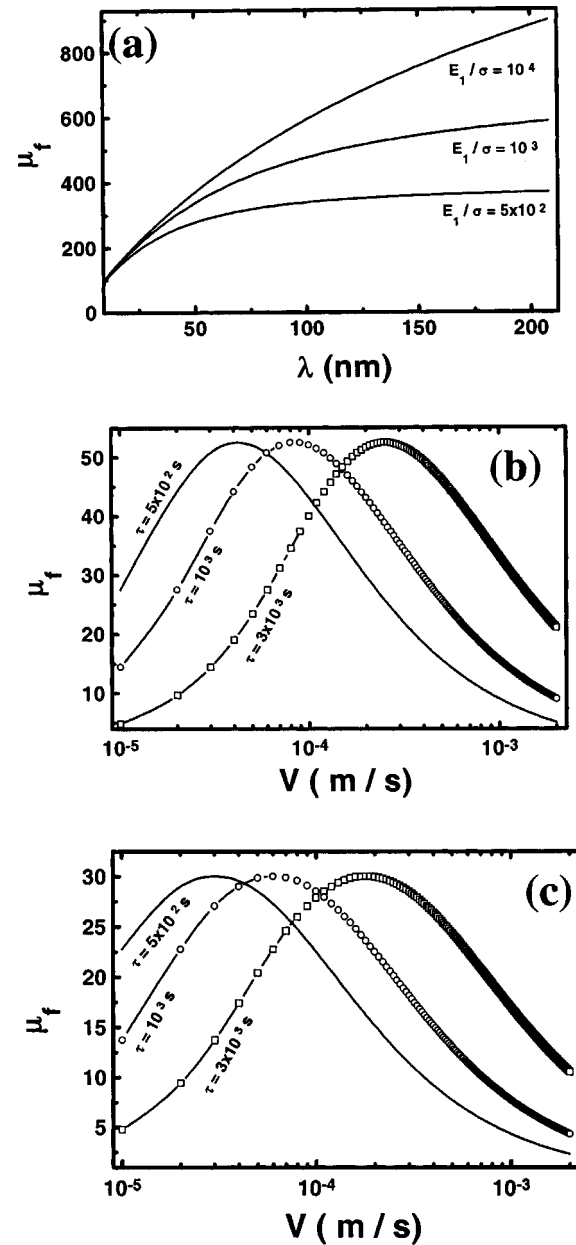 (a)
800
600
400
200
0
μf
E1 / σ = 10^4
E1 / σ = 10^3
E1 / σ = 5x10^2
50
100
150
200
λ (nm)
(b)
50
40
30
20
10
μf
τ = 5x10^2 s
τ = 10^3 s
τ = 3x10^3 s
10^-5
10^-4
10^-3
V ( m / s)
(c)
30
25
20
15
10
5
μf
τ = 5x10^2 s
τ = 10^3 s
τ = 3x10^3 s
10^-5
10^-4
10^-3
V ( m / s)